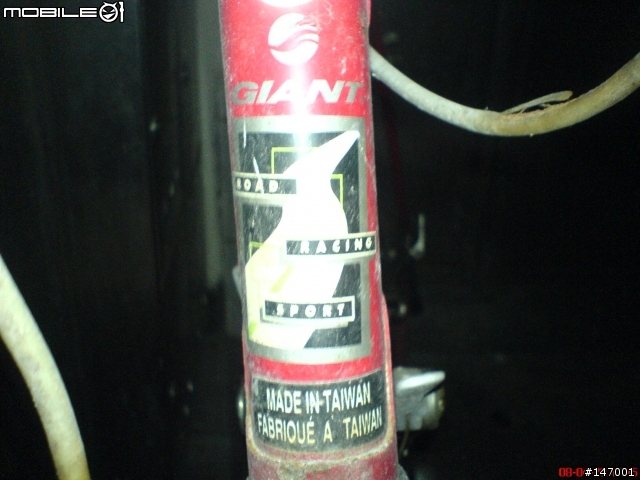 MOBILE01
GIANT
ROAD
RACING
SPORT
MADE IN TAIWAN
FABRIQUÉ A TAIWAN
#147001